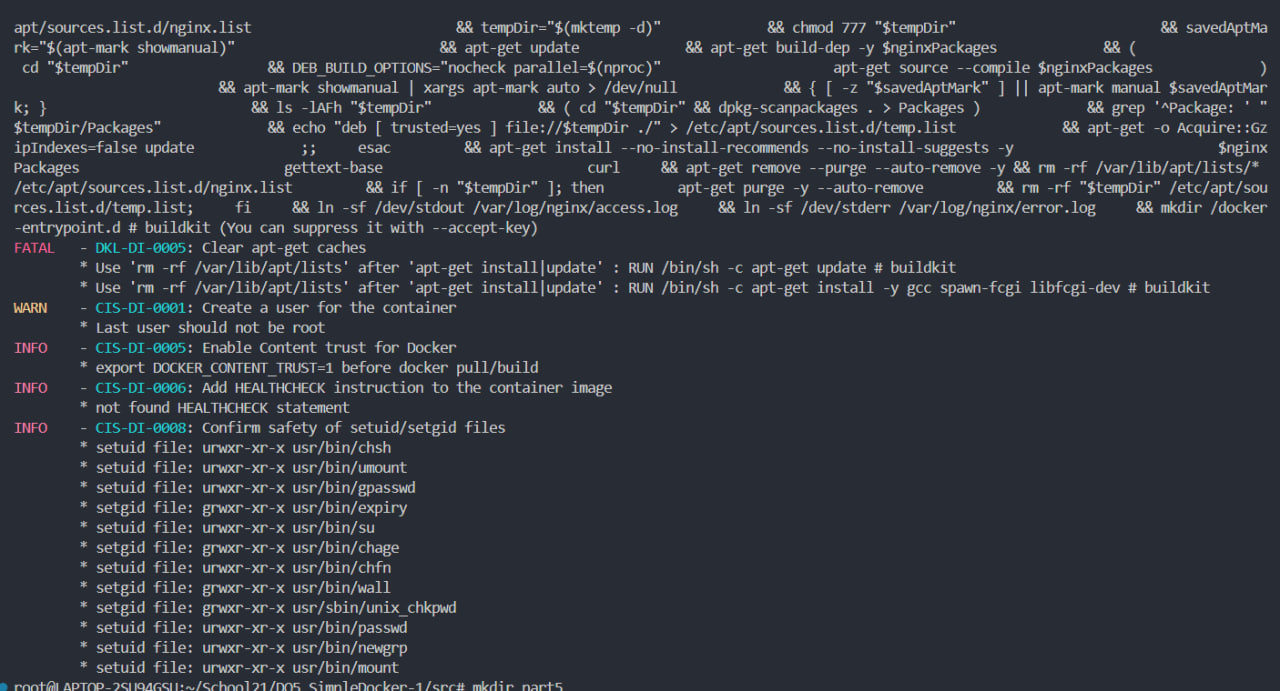 apt/sources.list.d/nginx.list && tempDir="$(mktemp -d)" && chmod 777 "$tempDir" && savedAptMa
rk="$(apt-mark showmanual)" && apt-get update && apt-get build-dep -y $nginxPackages && (
cd "$tempDir" && DEB_BUILD_OPTIONS="nocheck parallel=$(nproc)" apt-get source --compile $nginxPackages )
&& apt-mark showmanual | xargs apt-mark auto > /dev/null && { [ -z "$savedAptMark" ] || apt-mark manual $savedAptMar
k; } && ls -lAFh "$tempDir" && ( cd "$tempDir" && dpkg-scanpackages . > Packages ) && grep '^Package: ' "
$tempDir/Packages" && echo "deb [ trusted=yes ] file://$tempDir ./" > /etc/apt/sources.list.d/temp.list && apt-get -o Acquire::Gz
ipIndexes=false update ;; esac && apt-get install --no-install-recommends --no-install-suggests -y $nginx
Packages gettext-base curl && apt-get remove --purge --auto-remove -y && rm -rf /var/lib/apt/lists/*
/etc/apt/sources.list.d/nginx.list && if [ -n "$tempDir" ]; then apt-get purge -y --auto-remove && rm -rf "$tempDir" /etc/apt/sou
rces.list.d/temp.list; fi && ln -sf /dev/stdout /var/log/nginx/access.log && ln -sf /dev/stderr /var/log/nginx/error.log && mkdir /docker
-entrypoint.d # buildkit (You can suppress it with --accept-key)
FATAL - DKL-DI-0005: Clear apt-get caches
* Use 'rm -rf /var/lib/apt/lists' after 'apt-get install|update' : RUN /bin/sh -c apt-get update # buildkit
* Use 'rm -rf /var/lib/apt/lists' after 'apt-get install|update' : RUN /bin/sh -c apt-get install -y gcc spawn-fcgi libfcgi-dev # buildkit
WARN - CIS-DI-0001: Create a user for the container
* Last user should not be root
INFO - CIS-DI-0005: Enable Content trust for Docker
* export DOCKER_CONTENT_TRUST=1 before docker pull/build
INFO - CIS-DI-0006: Add HEALTHCHECK instruction to the container image
* not found HEALTHCHECK statement
INFO - CIS-DI-0008: Confirm safety of setuid/setgid files
* setuid file: urwxr-xr-x usr/bin/chsh
* setuid file: urwxr-xr-x usr/bin/umount
* setuid file: urwxr-xr-x usr/bin/gpasswd
* setgid file: grwxr-xr-x usr/bin/expiry
* setuid file: urwxr-xr-x usr/bin/su
* setgid file: grwxr-xr-x usr/bin/chage
* setuid file: urwxr-xr-x usr/bin/chfn
* setgid file: grwxr-xr-x usr/bin/wall
* setgid file: grwxr-xr-x usr/sbin/unix_chkpwd
* setuid file: urwxr-xr-x usr/bin/passwd
* setuid file: urwxr-xr-x usr/bin/newgrp
* setuid file: urwxr-xr-x usr/bin/mount
root@LAPTOP-2SU94GSU:~/School21/DO5_SimpleDocker-1/src# mkdir part5